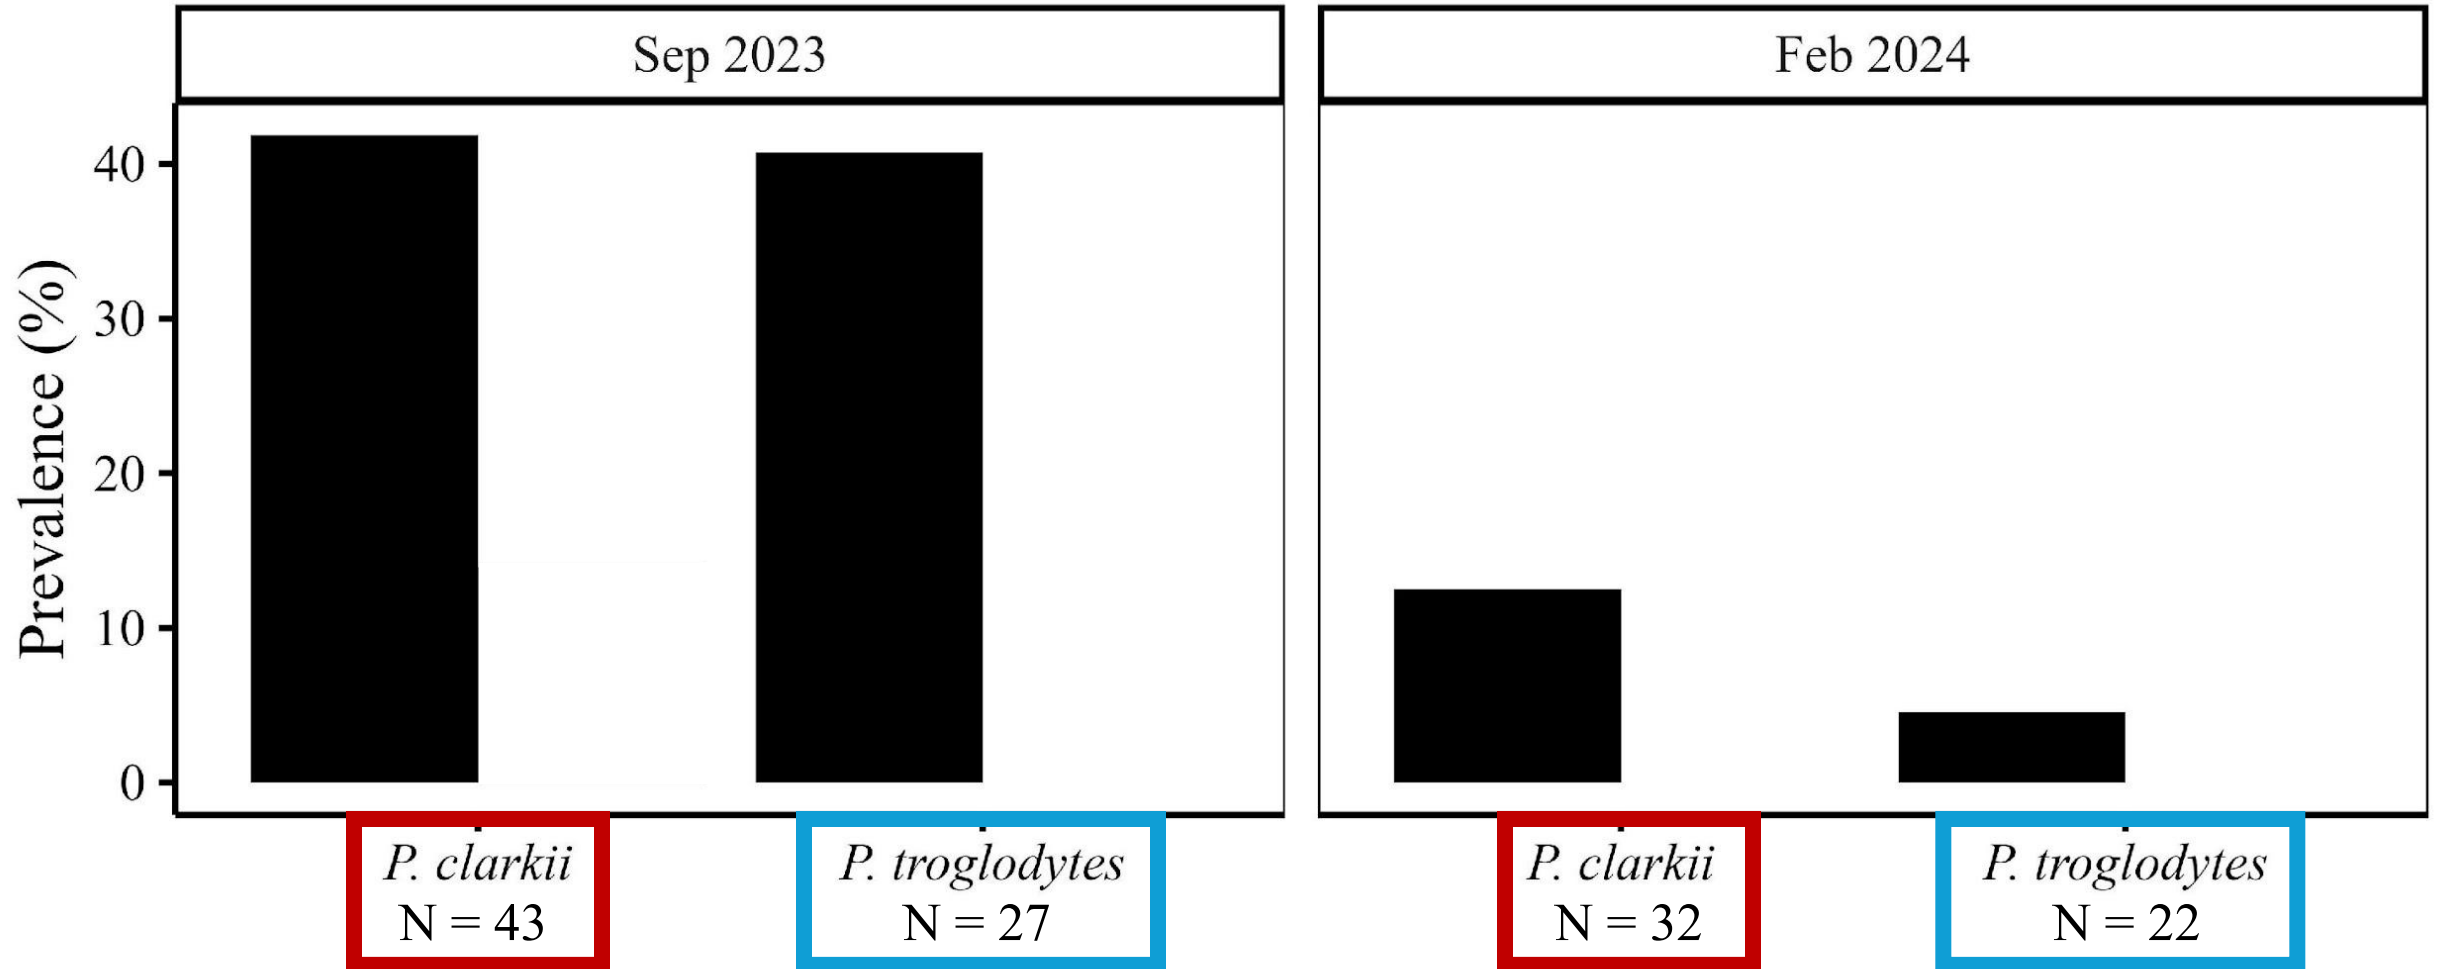 Sep 2023
Feb 2024
Prevalence (%)
40
30
20
10
0
P. clarkii
N = 43
P. troglodytes
N = 27
P. clarkii
N = 32
P. troglodytes
N = 22